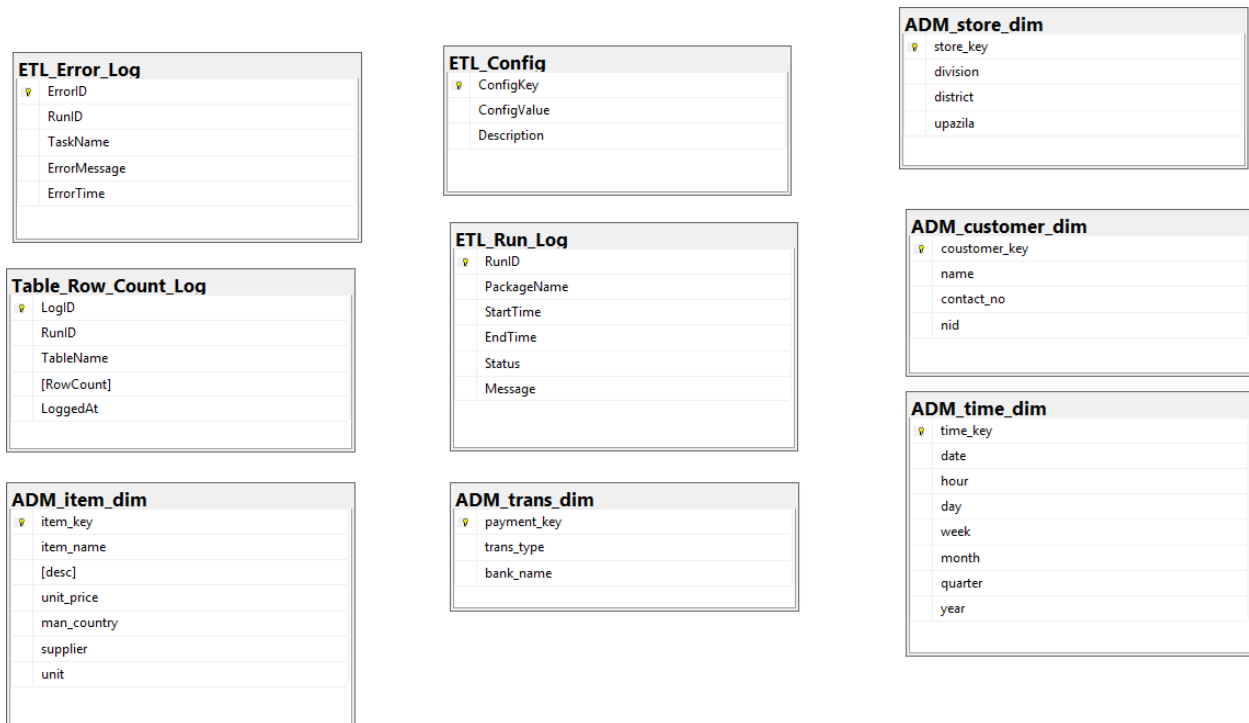 ETL_Error_Log
ErrorID
RunID
TaskName
ErrorMessage
ErrorTime
Table_Row_Count_Log
LogID
RunID
TableName
[RowCount]
LoggedAt
ADM_item_dim
item_key
item_name
[desc]
unit_price
man_country
supplier
unit
ETL_Config
ConfigKey
ConfigValue
Description
ETL_Run_Log
RunID
PackageName
StartTime
EndTime
Status
Message
ADM_trans_dim
payment_key
trans_type
bank_name
ADM_store_dim
store_key
division
district
upazila
ADM_customer_dim
coustomer_key
name
contact_no
nid
ADM_time_dim
time_key
date
hour
day
week
month
quarter
year